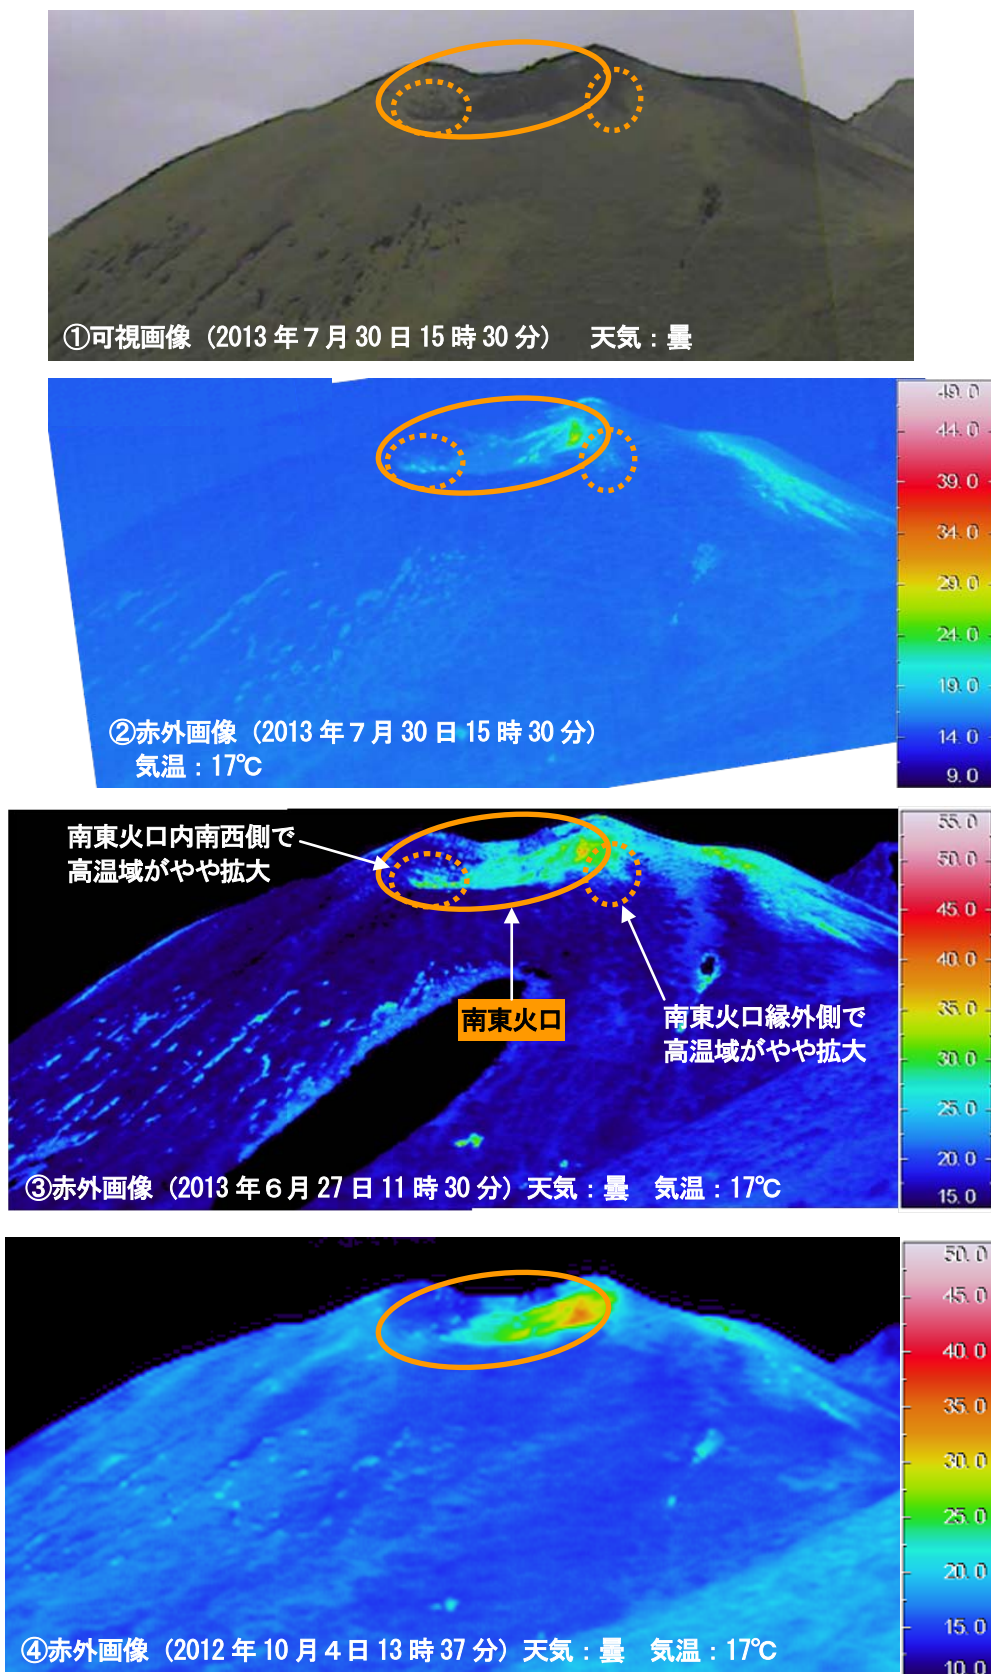 ①可視画像（2013年７月30日15時30分）　天気：曇
49.0
44.0
39.0
34.0
29.0
24.0
19.0
14.0
9.0
②赤外画像（2013年７月30日15時30分）
気温：17℃
南東火口内南西側で
高温域がやや拡大
南東火口
南東火口縁外側で
高温域がやや拡大
55.0
50.0
45.0
40.0
35.0
30.0
25.0
20.0
15.0
③赤外画像（2013年６月27日11時30分）天気：曇　気温：17℃
50.0
45.0
40.0
35.0
30.0
25.0
20.0
15.0
10.0
④赤外画像（2012年10月４日13時37分）天気：曇　気温：17℃